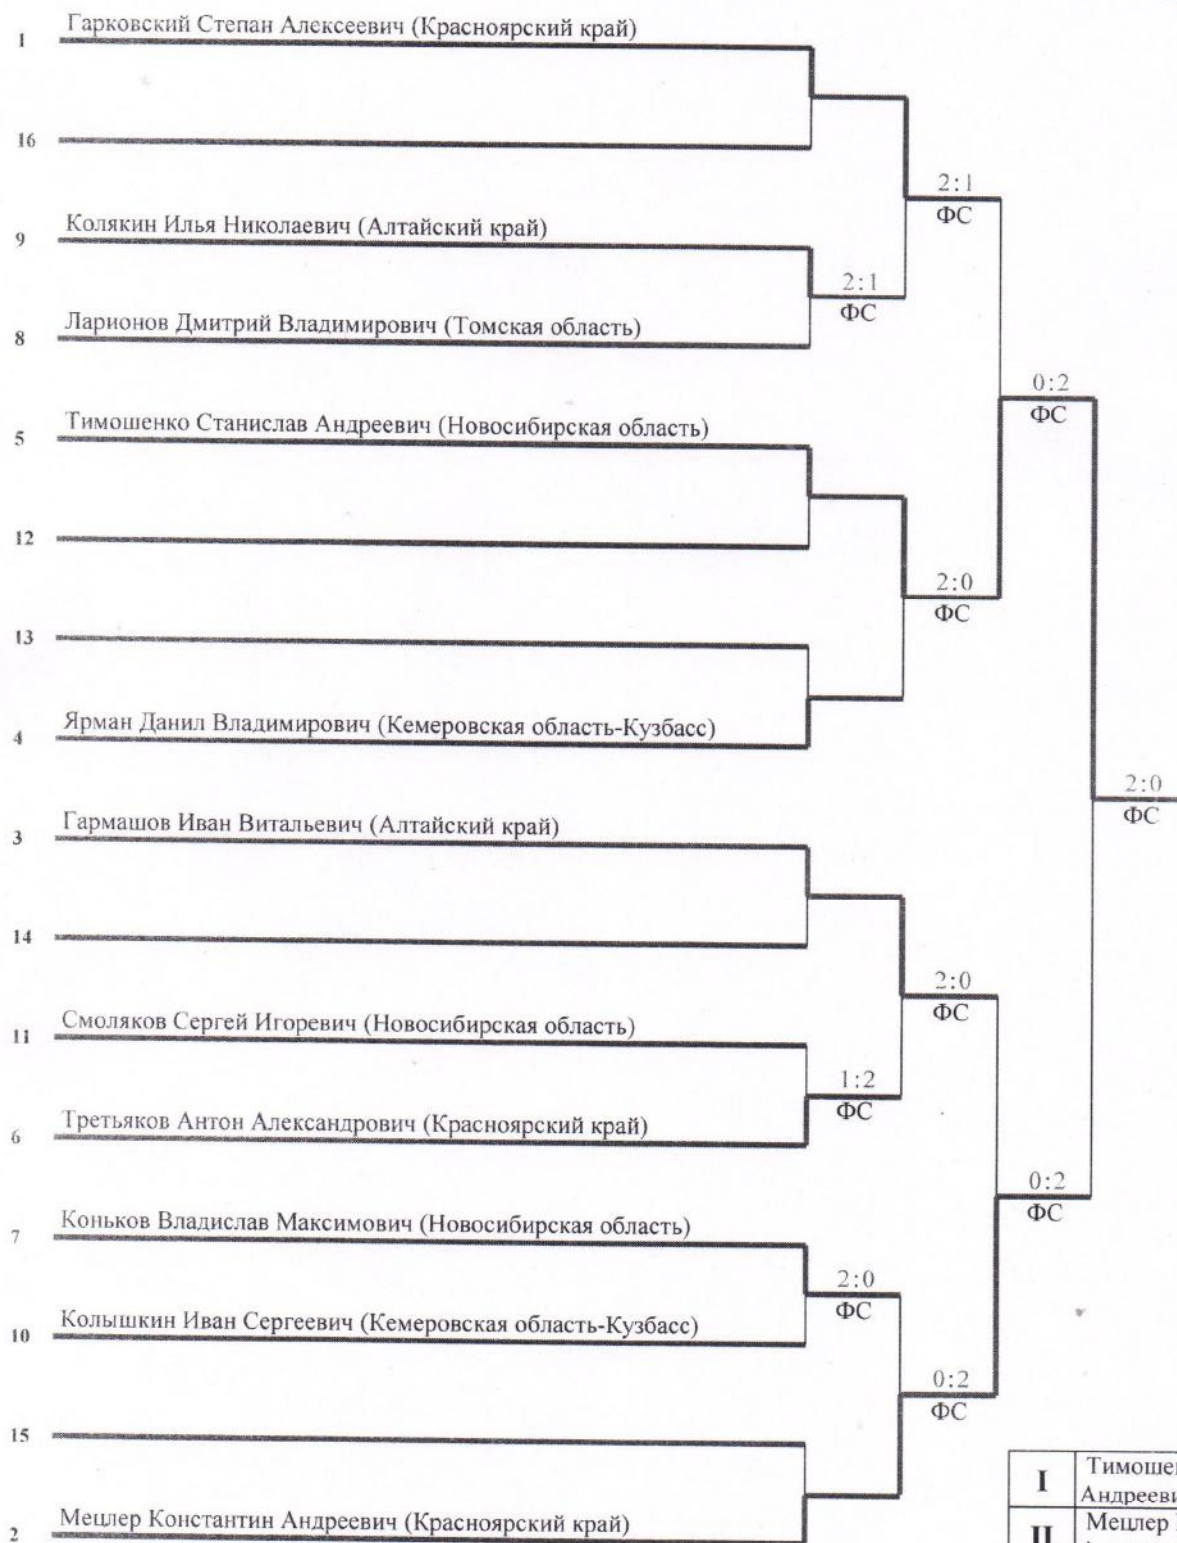 Гарковский Степан Алексеевич (Красноярский край)
1
16
2:1
ФС
Колякин Илья Николаевич (Алтайский край)
9
2:1
ФС
Ларионов Дмитрий Владимирович (Томская область)
8
0:2
ФС
Тимошенко Станислав Андреевич (Новосибирская область)
5
12
2:0
ФС
13
Ярман Данил Владимирович (Кемеровская область-Кузбасс)
4
2:0
ФС
Гармашов Иван Витальевич (Алтайский край)
3
14
2:0
ФС
Смоляков Сергей Игоревич (Новосибирская область)
11
1:2
ФС
Третьяков Антон Александрович (Красноярский край)
6
0:2
ФС
Коньков Владислав Максимович (Новосибирская область)
7
2:0
ФС
Колышкин Иван Сергеевич (Кемеровская область-Кузбасс)
10
0:2
ФС
15
I
Мецлер Константин Андреевич (Красноярский край)
2
Мецлер
II